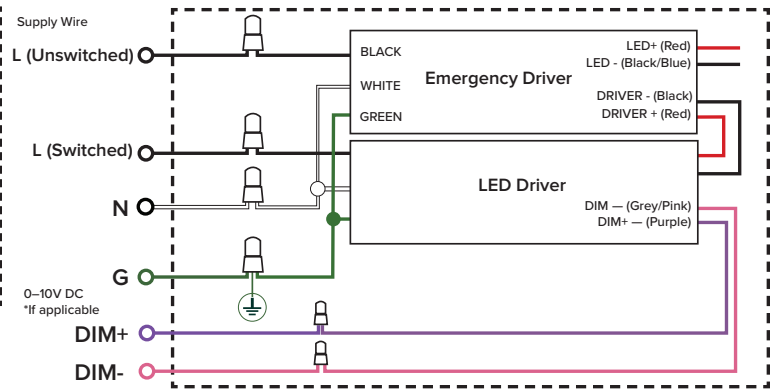 Supply Wire
L (Unswitched)
BLACK
WHITE
GREEN
Emergency Driver
LED+ (Red)
LED - (Black/Blue)
DRIVER - (Black)
DRIVER + (Red)
L (Switched)
N
LED Driver
DIM — (Grey/Pink)
DIM+ — (Purple)
G
0–10V DC
*If applicable
DIM+
DIM-